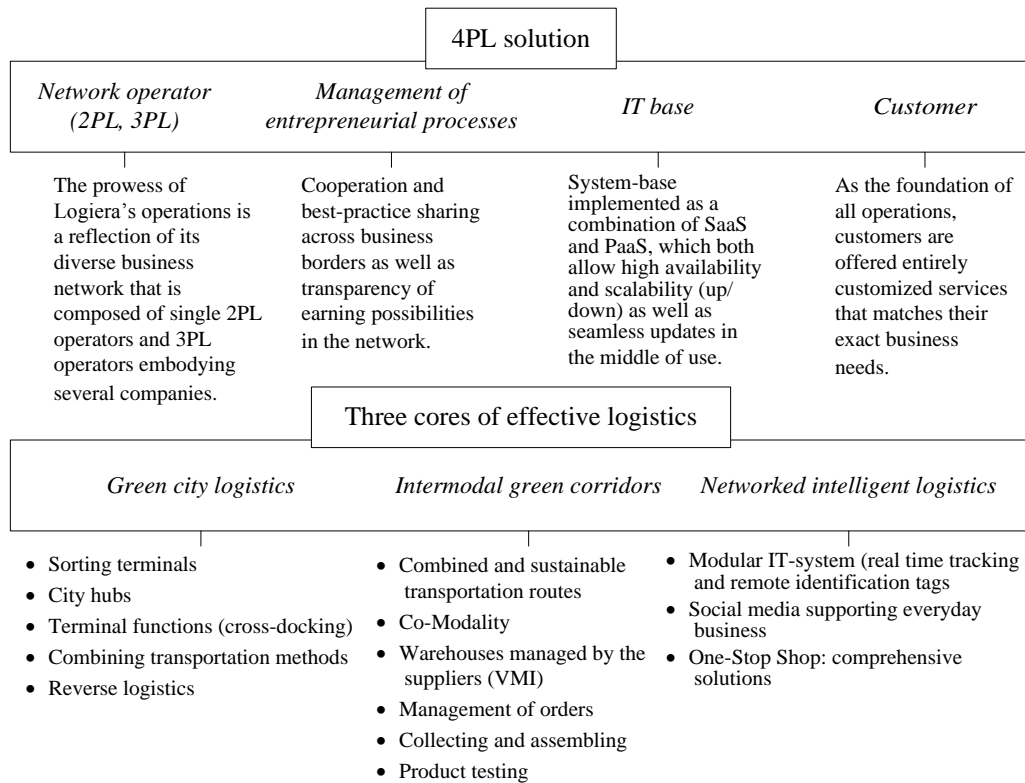 4PL solution
Network operator
(2PL, 3PL)
Management of
entrepreneurial processes
IT base
Customer
The prowess of
Logiera’s operations is
a reflection of its
diverse business
network that is
composed of single 2PL
operators and 3PL
operators embodying
several companies.
Cooperation and
best-practice sharing
across business
borders as well as
transparency of
earning possibilities
in the network.
System-base
implemented as a
combination of SaaS
and PaaS, which both
allow high availability
and scalability (up/
down) as well as
seamless updates in
the middle of use.
As the foundation of
all operations,
customers are
offered entirely
customized services
that matches their
exact business
needs.
Three cores of effective logistics
Green city logistics
Intermodal green corridors
Networked intelligent logistics
• Sorting terminals
• City hubs
• Terminal functions (cross-docking)
• Combining transportation methods
• Reverse logistics
• Combined and sustainable
transportation routes
• Co-Modality
• Warehouses managed by the
suppliers (VMI)
• Management of orders
• Collecting and assembling
• Product testing
• Modular IT-system (real time tracking
and remote identification tags
• Social media supporting everyday
business
• One-Stop Shop: comprehensive
solutions